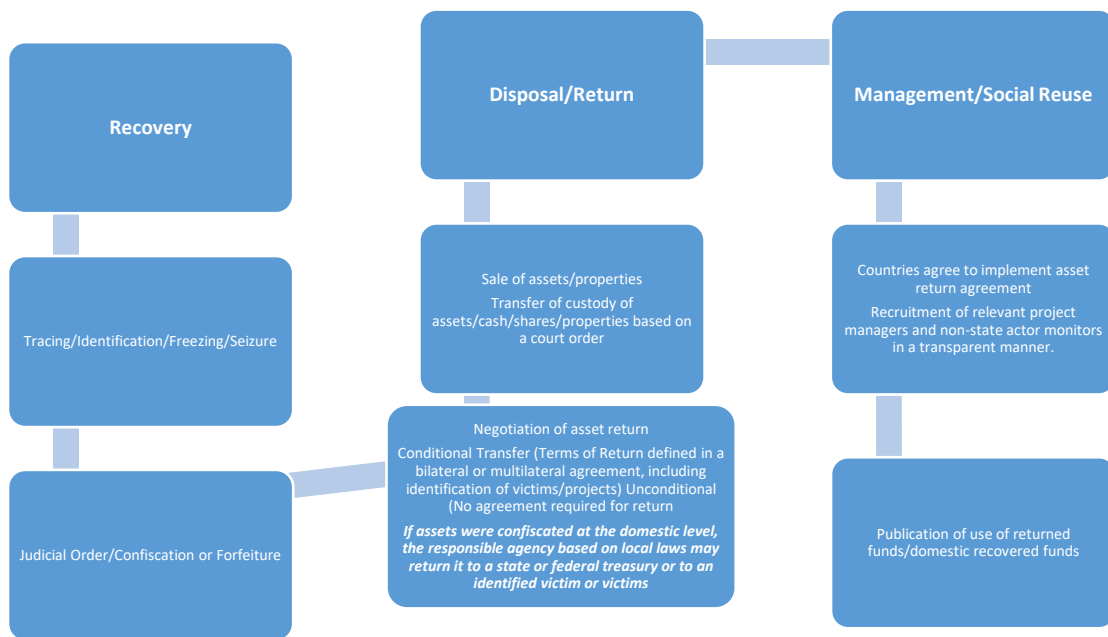 Recovery
Tracing/Identification/Freezing/Seizure
Judicial Order/Confiscation or Forfeiture
Disposal/Return
Sale of assets/properties
Transfer of custody of
assets/cash/shares/properties based on
a court order
Negotiation of asset return
Conditional Transfer (Terms of Return defined in a
bilateral or multilateral agreement, including
identification of victims/projects) Unconditional
(No agreement required for return
If assets were confiscated at the domestic level,
the responsible agency based on local laws may
return it to a state or federal treasury or to an
identified victim or victims
Management/Social Reuse
Countries agree to implement asset
return agreement
Recruitment of relevant project
managers and non-state actor monitors
in a transparent manner.
Publication of use of returned
funds/domestic recovered funds